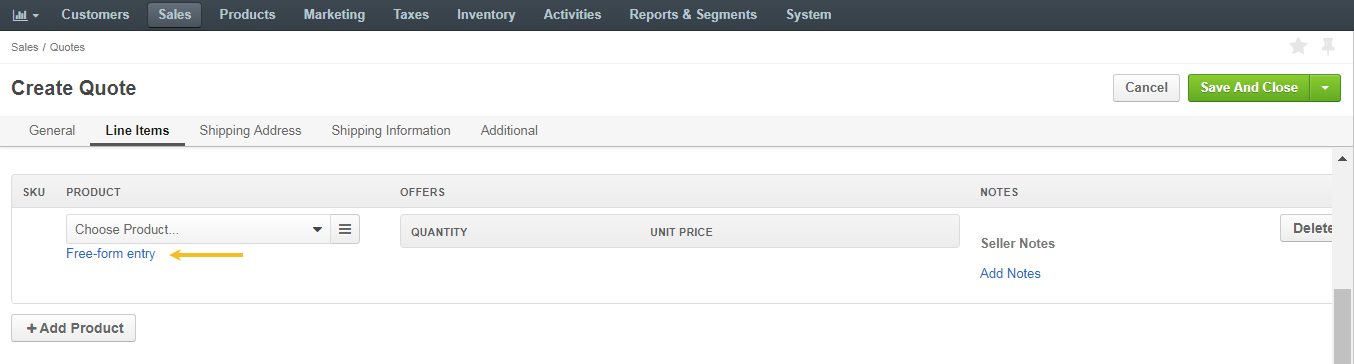 Customers Sales Products Marketing Taxes Inventory Activities Reports & Segments System
Sales / Quotes
Create Quote
Cancel Save And Close
General Line Items Shipping Address Shipping Information Additional
SKU PRODUCT OFFERS NOTES
Choose Product... QUANTITY UNIT PRICE Seller Notes Delete
Free-form entry
Add Notes
+Add Product